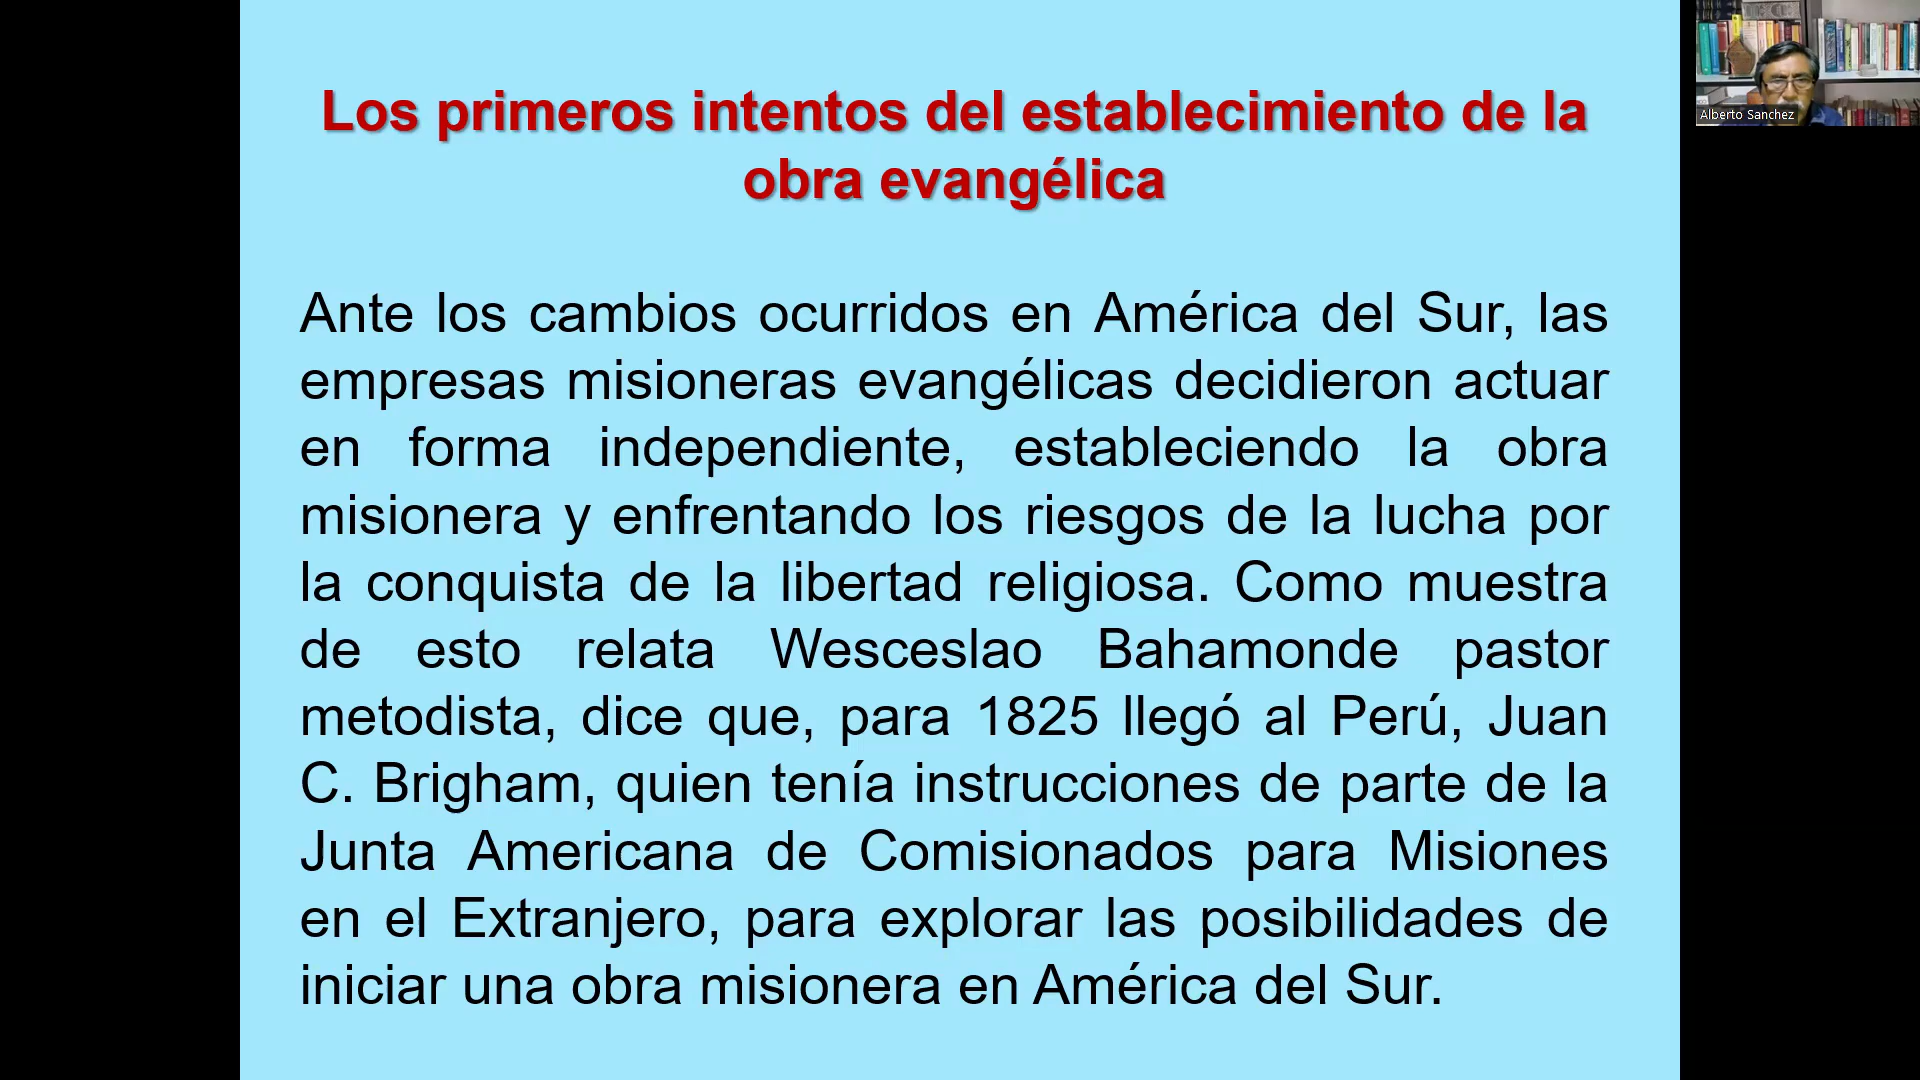 Los primeros intentos del establecimiento de la
obra evangélica
Ante los cambios ocurridos en América del Sur, las
empresas misioneras evangélicas decidieron actuar
en forma independiente, estableciendo la obra
misionera y enfrentando los riesgos de la lucha por
la conquista de la libertad religiosa. Como muestra
de esto relata Wesceslao Bahamonde pastor
metodista, dice que, para 1825 llegó al Perú, Juan
C. Brigham, quien tenía instrucciones de parte de la
Junta Americana de Comisionados para Misiones
en el Extranjero, para explorar las posibilidades de
iniciar una obra misionera en América del Sur.
Alberto Sanchez